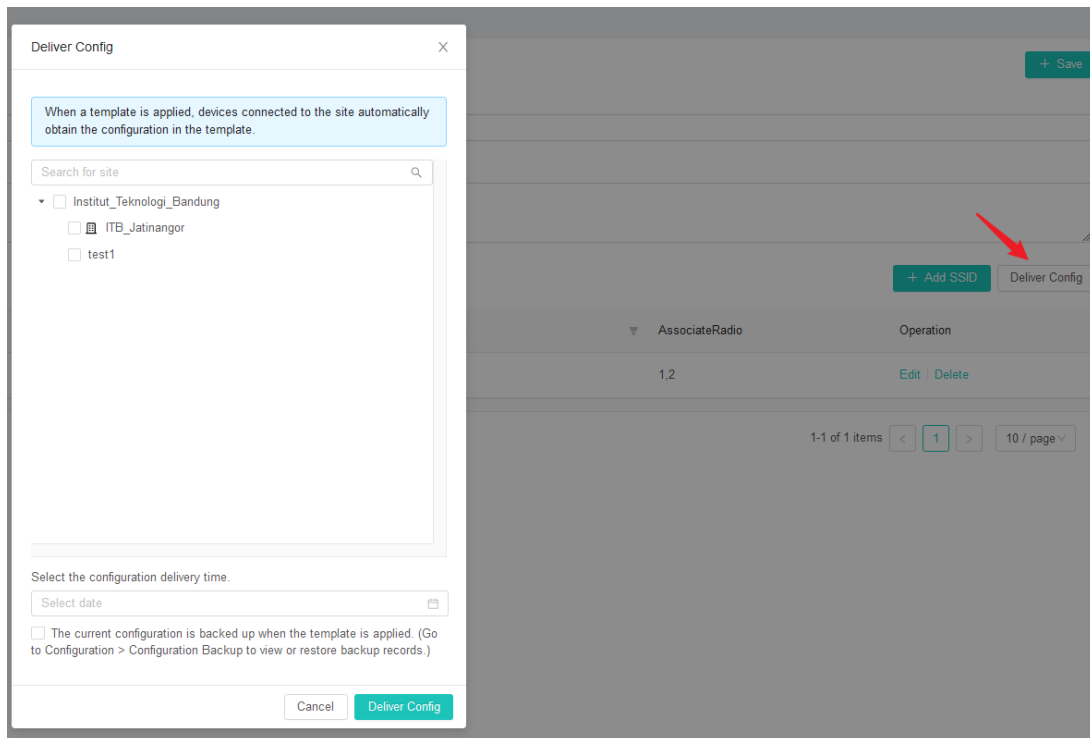 Deliver Config
+ Save
When a template is applied, devices connected to the site automatically
obtain the configuration in the template.
Search for site
Institut_Teknologi_Bandung
ITB_Jatinangor
test1
+ Add SSID
Deliver Config
AssociateRadio
Operation
1,2
Edit | Delete
1-1 of 1 items < 1 > 10 / page
Select the configuration delivery time.
Select date
The current configuration is backed up when the template is applied. (Go
to Configuration > Configuration Backup to view or restore backup records.)
Cancel
Deliver Config